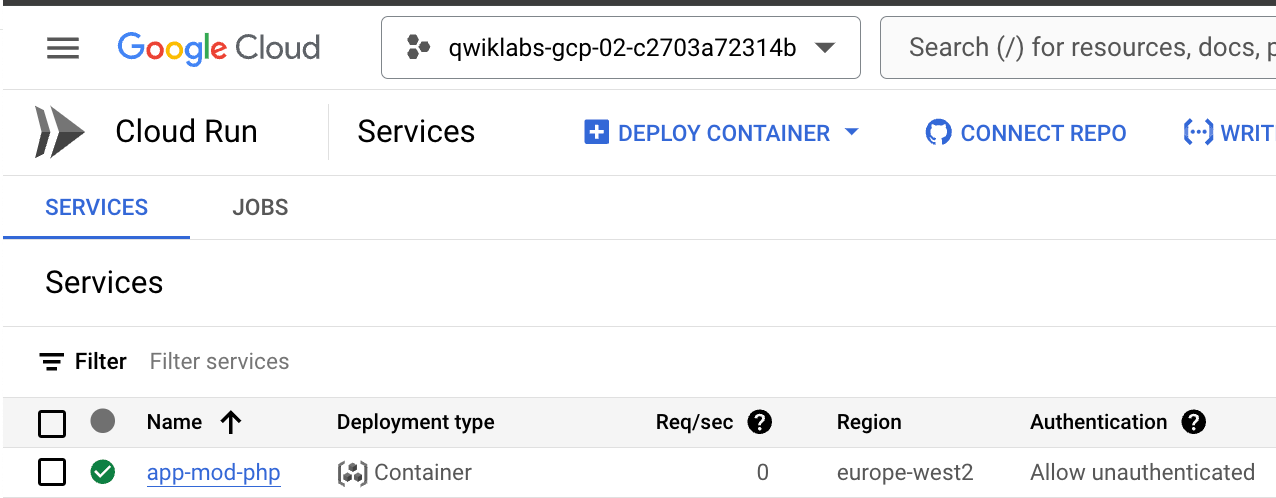 Google Cloud qwiklabs-gcp-02-c2703a72314b Search (/) for resources, docs, p
Cloud Run Services DEPLOY CONTAINER CONNECT REPO WRIT
SERVICES JOBS
Services
Filter Filter services
Name Deployment type Req/sec ? Region Authentication ?
app-mod-php Container 0 europe-west2 Allow unauthenticated